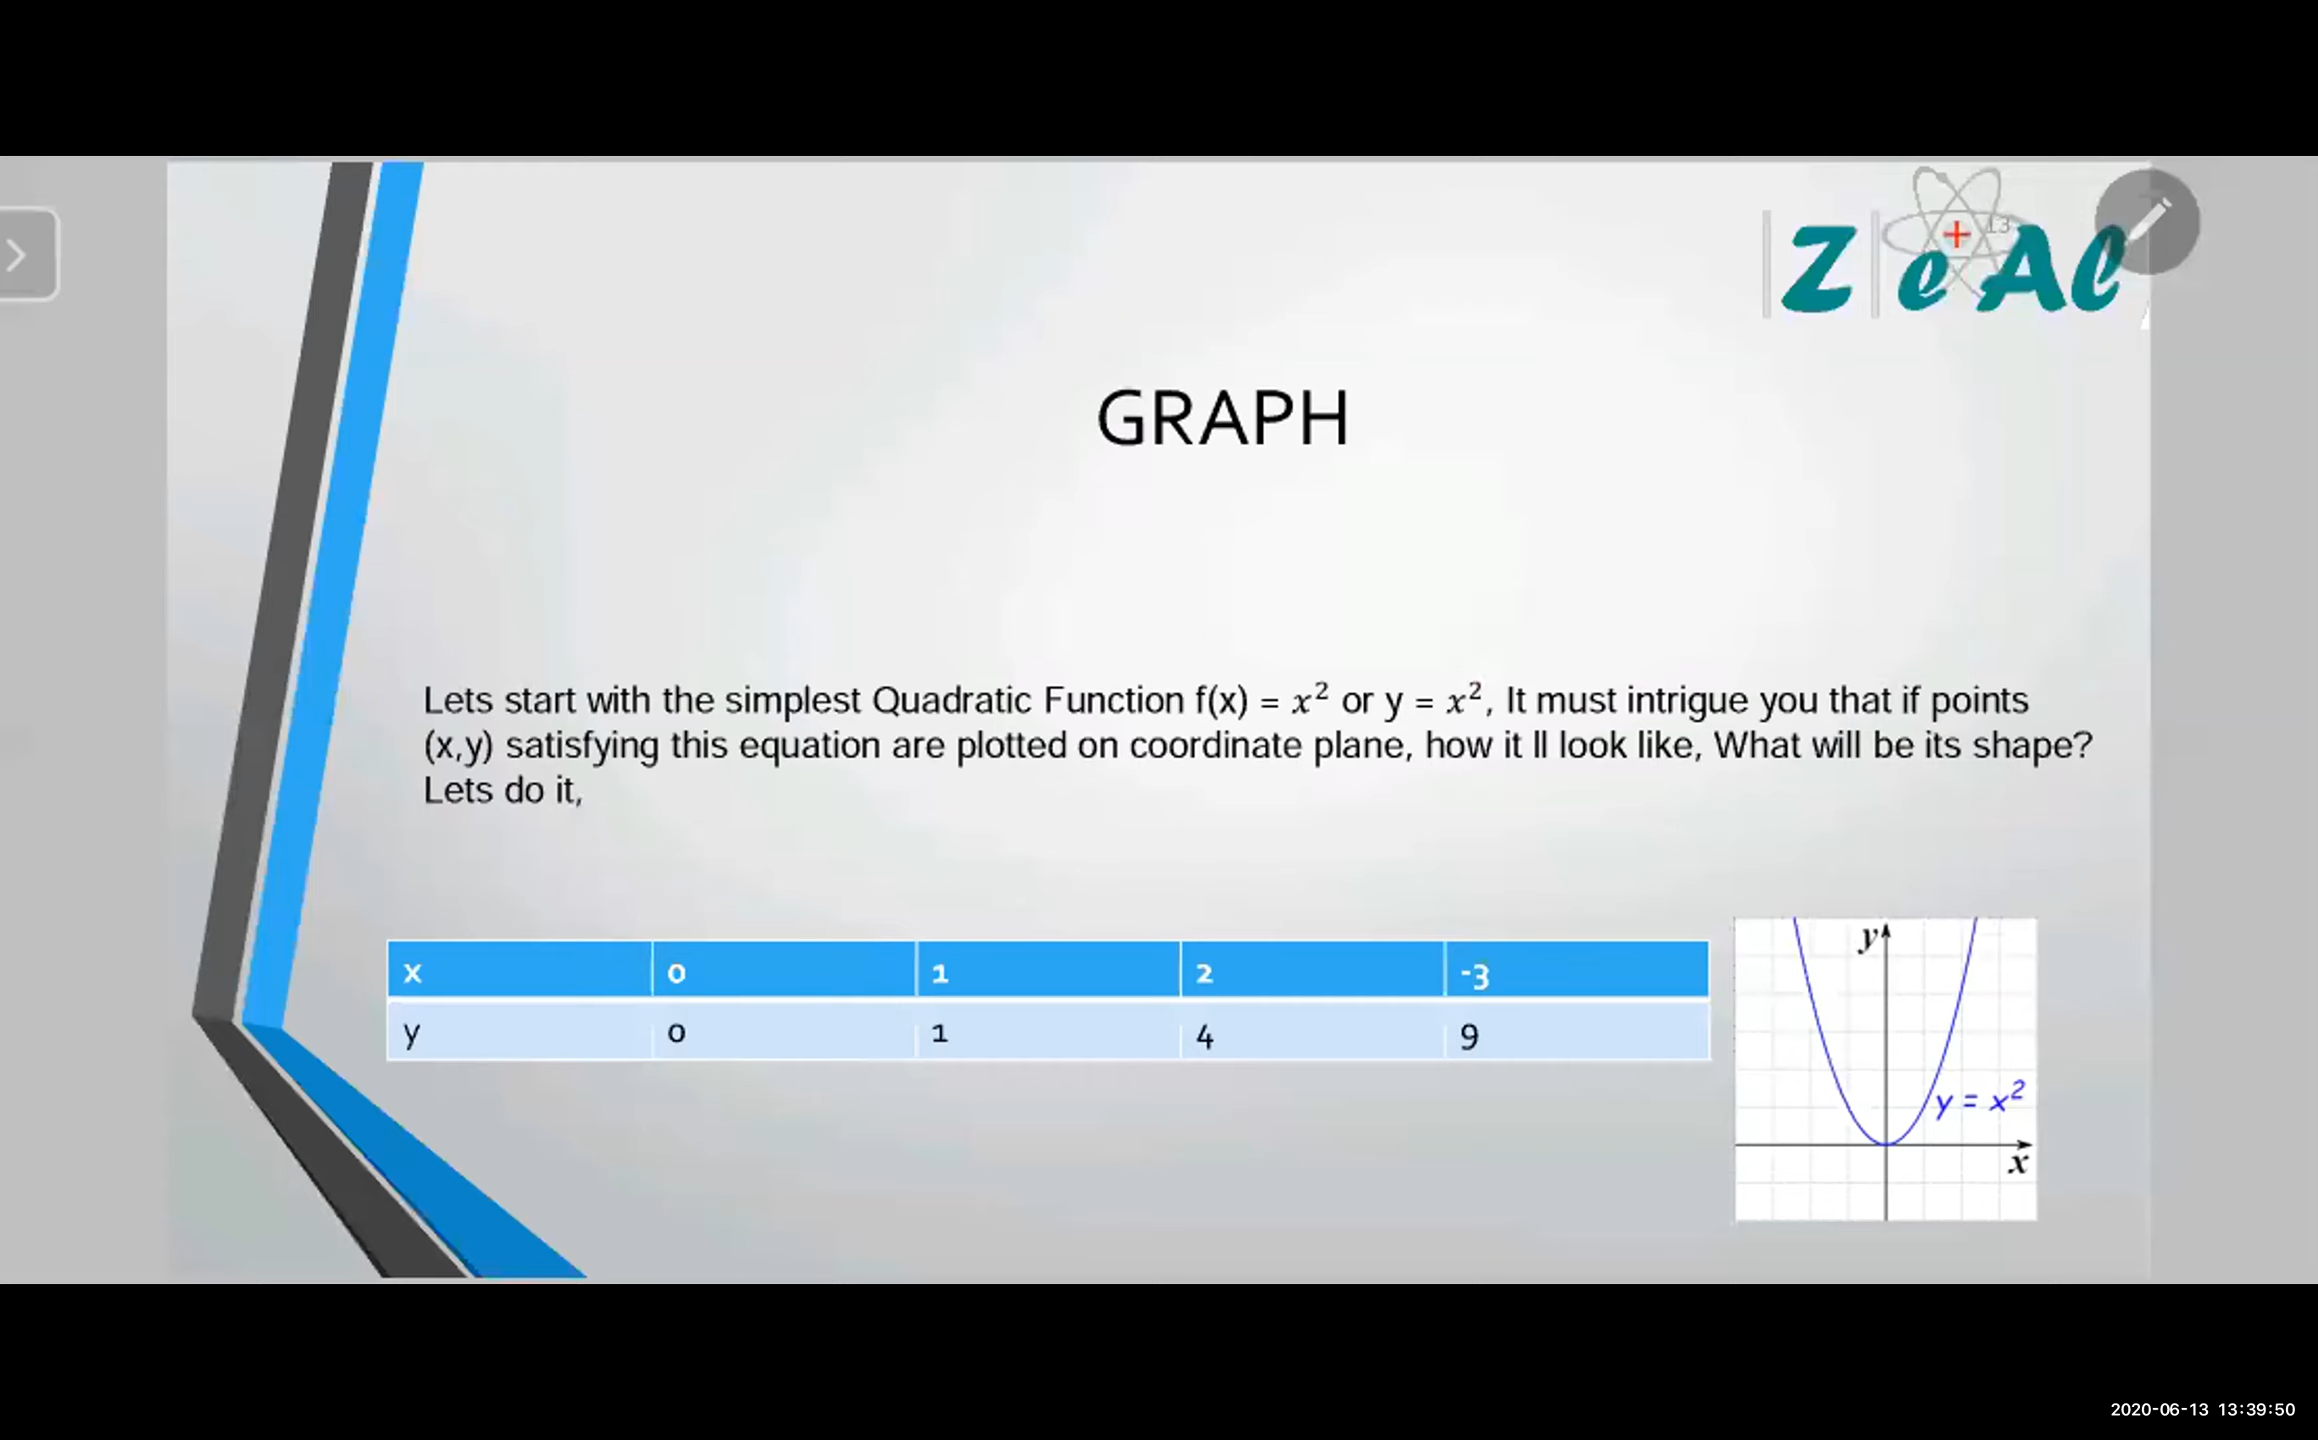 ZeAl
13
GRAPH
Lets start with the simplest Quadratic Function f(x) = x² or y = x², It must intrigue you that if points
(x,y) satisfying this equation are plotted on coordinate plane, how it ll look like, What will be its shape?
Lets do it,
x 0 1 2 -3
y 0 1 4 9
y
y = x²
x
2020-06-13 13:39:50